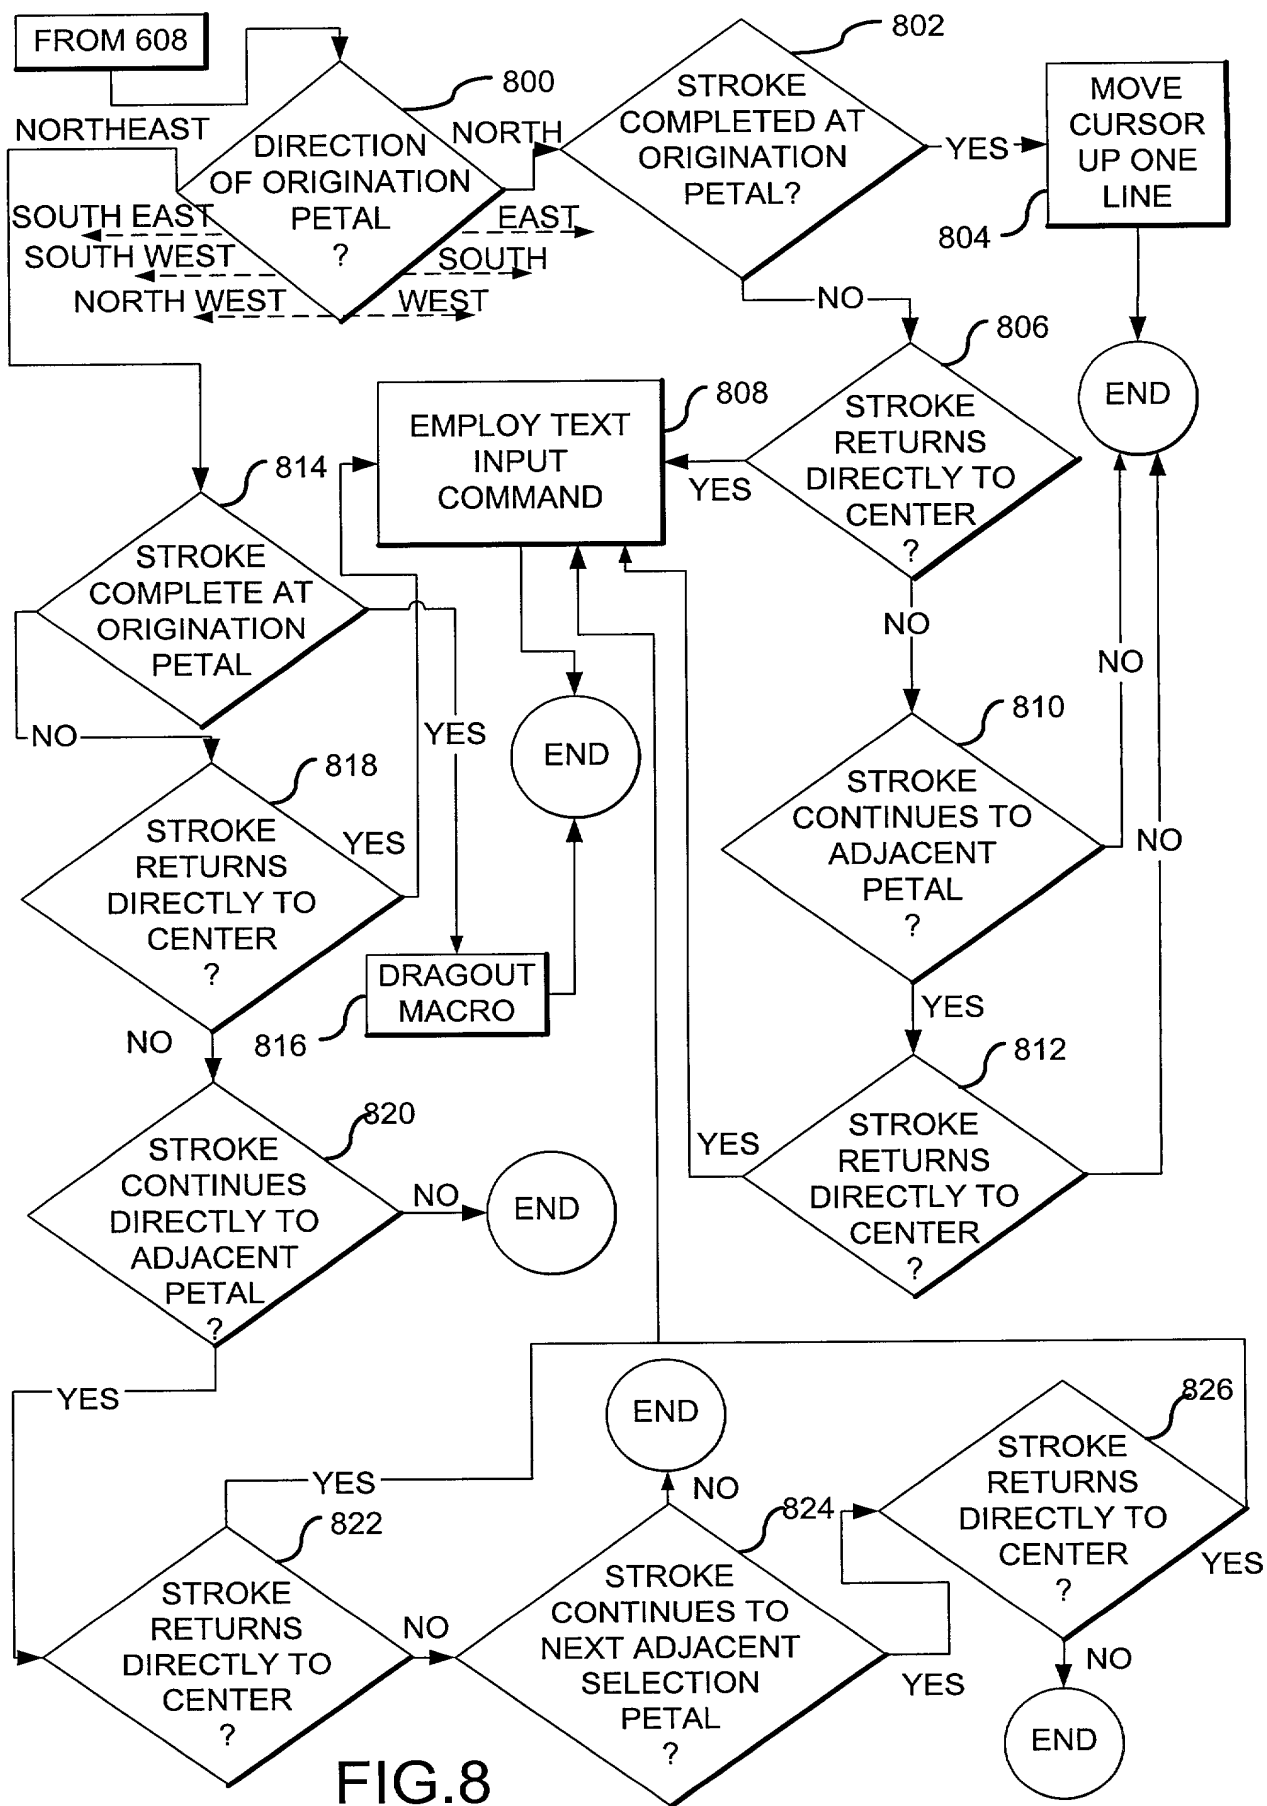 FROM 608
800
DIRECTION
OF ORIGINATION
PETAL
?
NORTHEAST
SOUTH EAST
SOUTH WEST
NORTH WEST
NORTH
EAST
SOUTH
WEST
802
STROKE
COMPLETED AT
ORIGINATION
PETAL?
YES
MOVE
CURSOR
UP ONE
LINE
804
END
NO
806
STROKE
RETURNS
DIRECTLY TO
CENTER
?
YES
808
EMPLOY TEXT
INPUT
COMMAND
END
NO
810
STROKE
CONTINUES TO
ADJACENT
PETAL
?
NO
YES
812
STROKE
RETURNS
DIRECTLY TO
CENTER
?
YES
NO
814
STROKE
COMPLETE AT
ORIGINATION
PETAL
YES
DRAGOUT
MACRO
816
NO
818
STROKE
RETURNS
DIRECTLY TO
CENTER
?
YES
NO
820
STROKE
CONTINUES
DIRECTLY TO
ADJACENT
PETAL
?
NO
END
YES
822
STROKE
RETURNS
DIRECTLY TO
CENTER
?
YES
NO
824
STROKE
CONTINUES TO
NEXT ADJACENT
SELECTION
PETAL
?
NO
END
YES
826
STROKE
RETURNS
DIRECTLY TO
CENTER
?
YES
NO
END
FIG.8